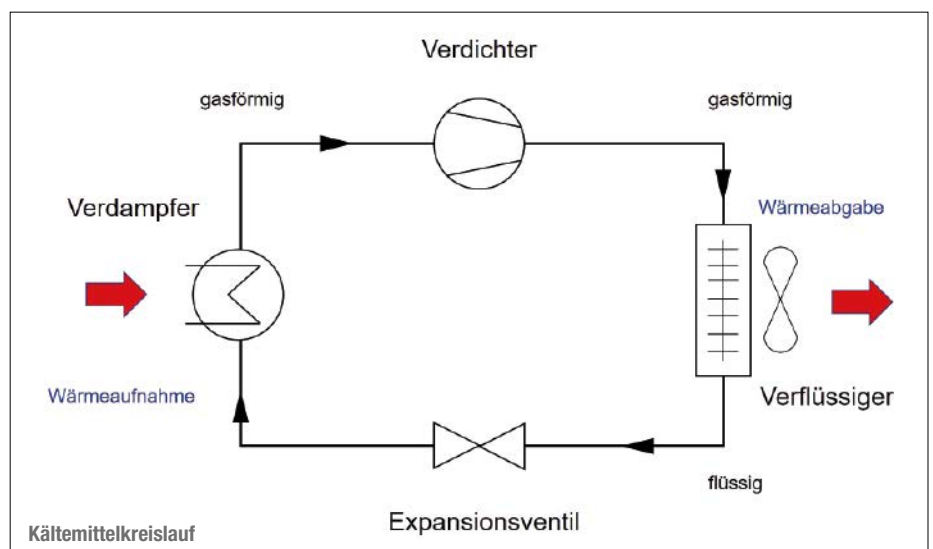 Verdichter
gasförmig
gasförmig
Verdampfer
Wärmeabgabe
Wärmeaufnahme
Verflüssiger
flüssig
Expansionsventil
Kältemittelkreislauf